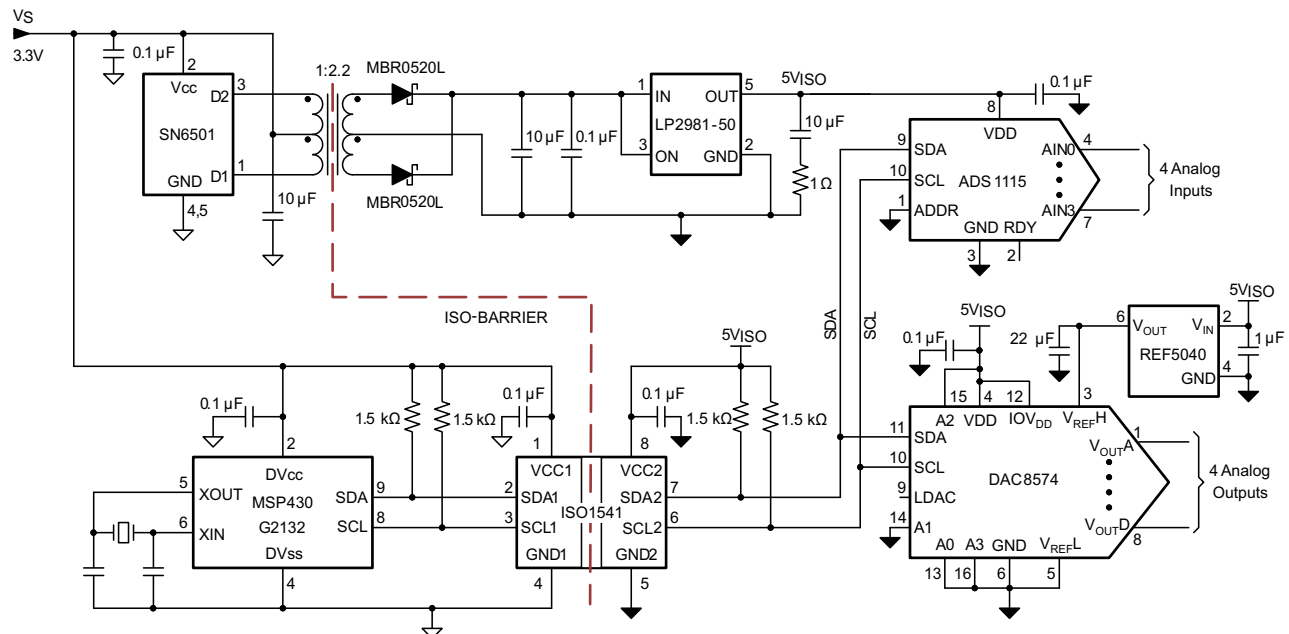 VS
3.3V
0.1 µF
2
Vcc
D2
3
SN6501
GND
D1
1
4,5
10 µF
1:2.2
MBR0520L
MBR0520L
10 µF
0.1 µF
1
IN
OUT
5
LP2981-50
3
ON
GND
2
5VISO
10 µF
1 Ω
0.1 µF
8
VDD
9
SDA
AIN0
4
10
SCL
ADS1115
1
ADDR
AIN3
7
GND
RDY
3
2
4 Analog
Inputs
ISO-BARRIER
SDA
SCL
5VISO
0.1 µF
22 µF
6
VOUT
VIN
2
REF5040
GND
4
5VISO
1 µF
15
4
12
3
A2
VDD
IOVDD
VREFH
11
SDA
VOUTA
1
10
SCL
DAC8574
9
LDAC
14
A1
VOUTD
8
A0
A3
GND
VREFL
13
16
6
5
4 Analog
Outputs
0.1 µF
1.5 kΩ
1.5 kΩ
0.1 µF
5VISO
0.1 µF
1.5 kΩ
1.5 kΩ
2
DVcc
5
XOUT
MSP430
SDA
9
G2132
6
XIN
SCL
8
DVss
4
1
VCC1
2
SDA1
3
SCL1
GND1
4
ISO1541
8
VCC2
SDA2
7
SCL2
6
GND2
5